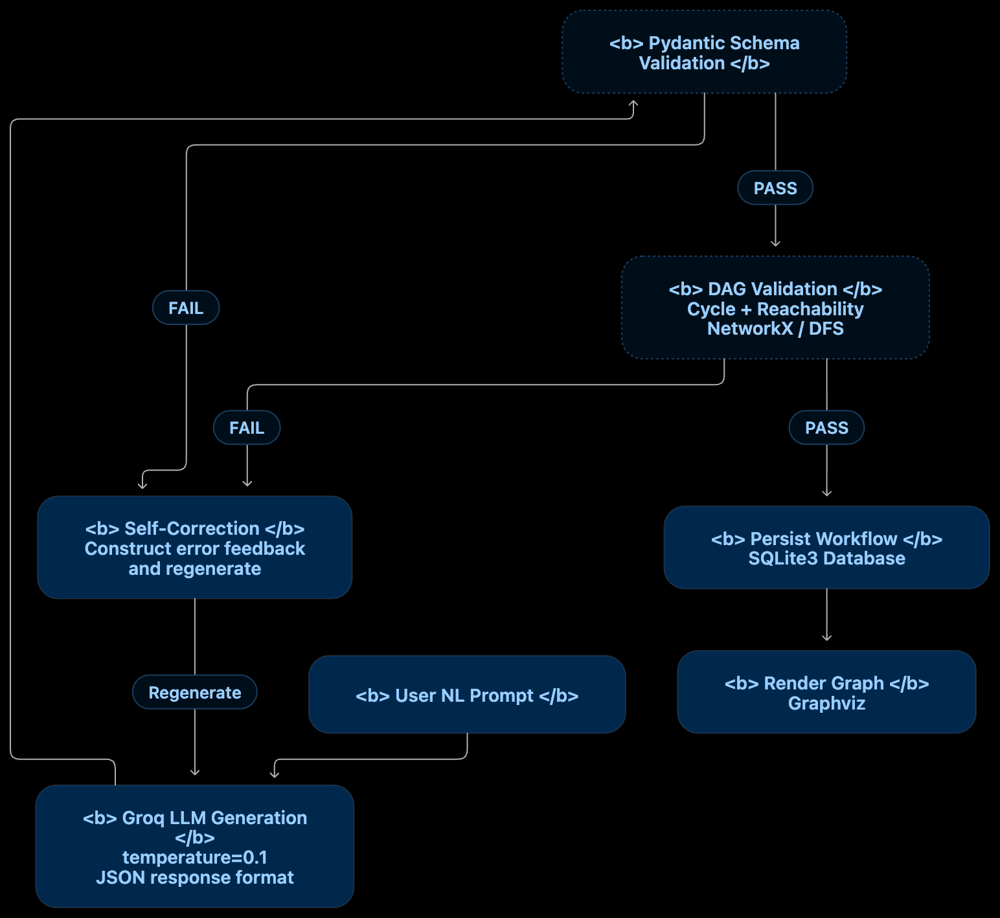 <b> Pydantic Schema
Validation </b>
PASS
<b> DAG Validation </b>
Cycle + Reachability
NetworkX / DFS
FAIL
FAIL
PASS
<b> Self-Correction </b>
Construct error feedback
and regenerate
<b> Persist Workflow </b>
SQLite3 Database
Regenerate
<b> User NL Prompt </b>
<b> Render Graph </b>
Graphviz
<b> Groq LLM Generation
</b>
temperature=0.1
JSON response format